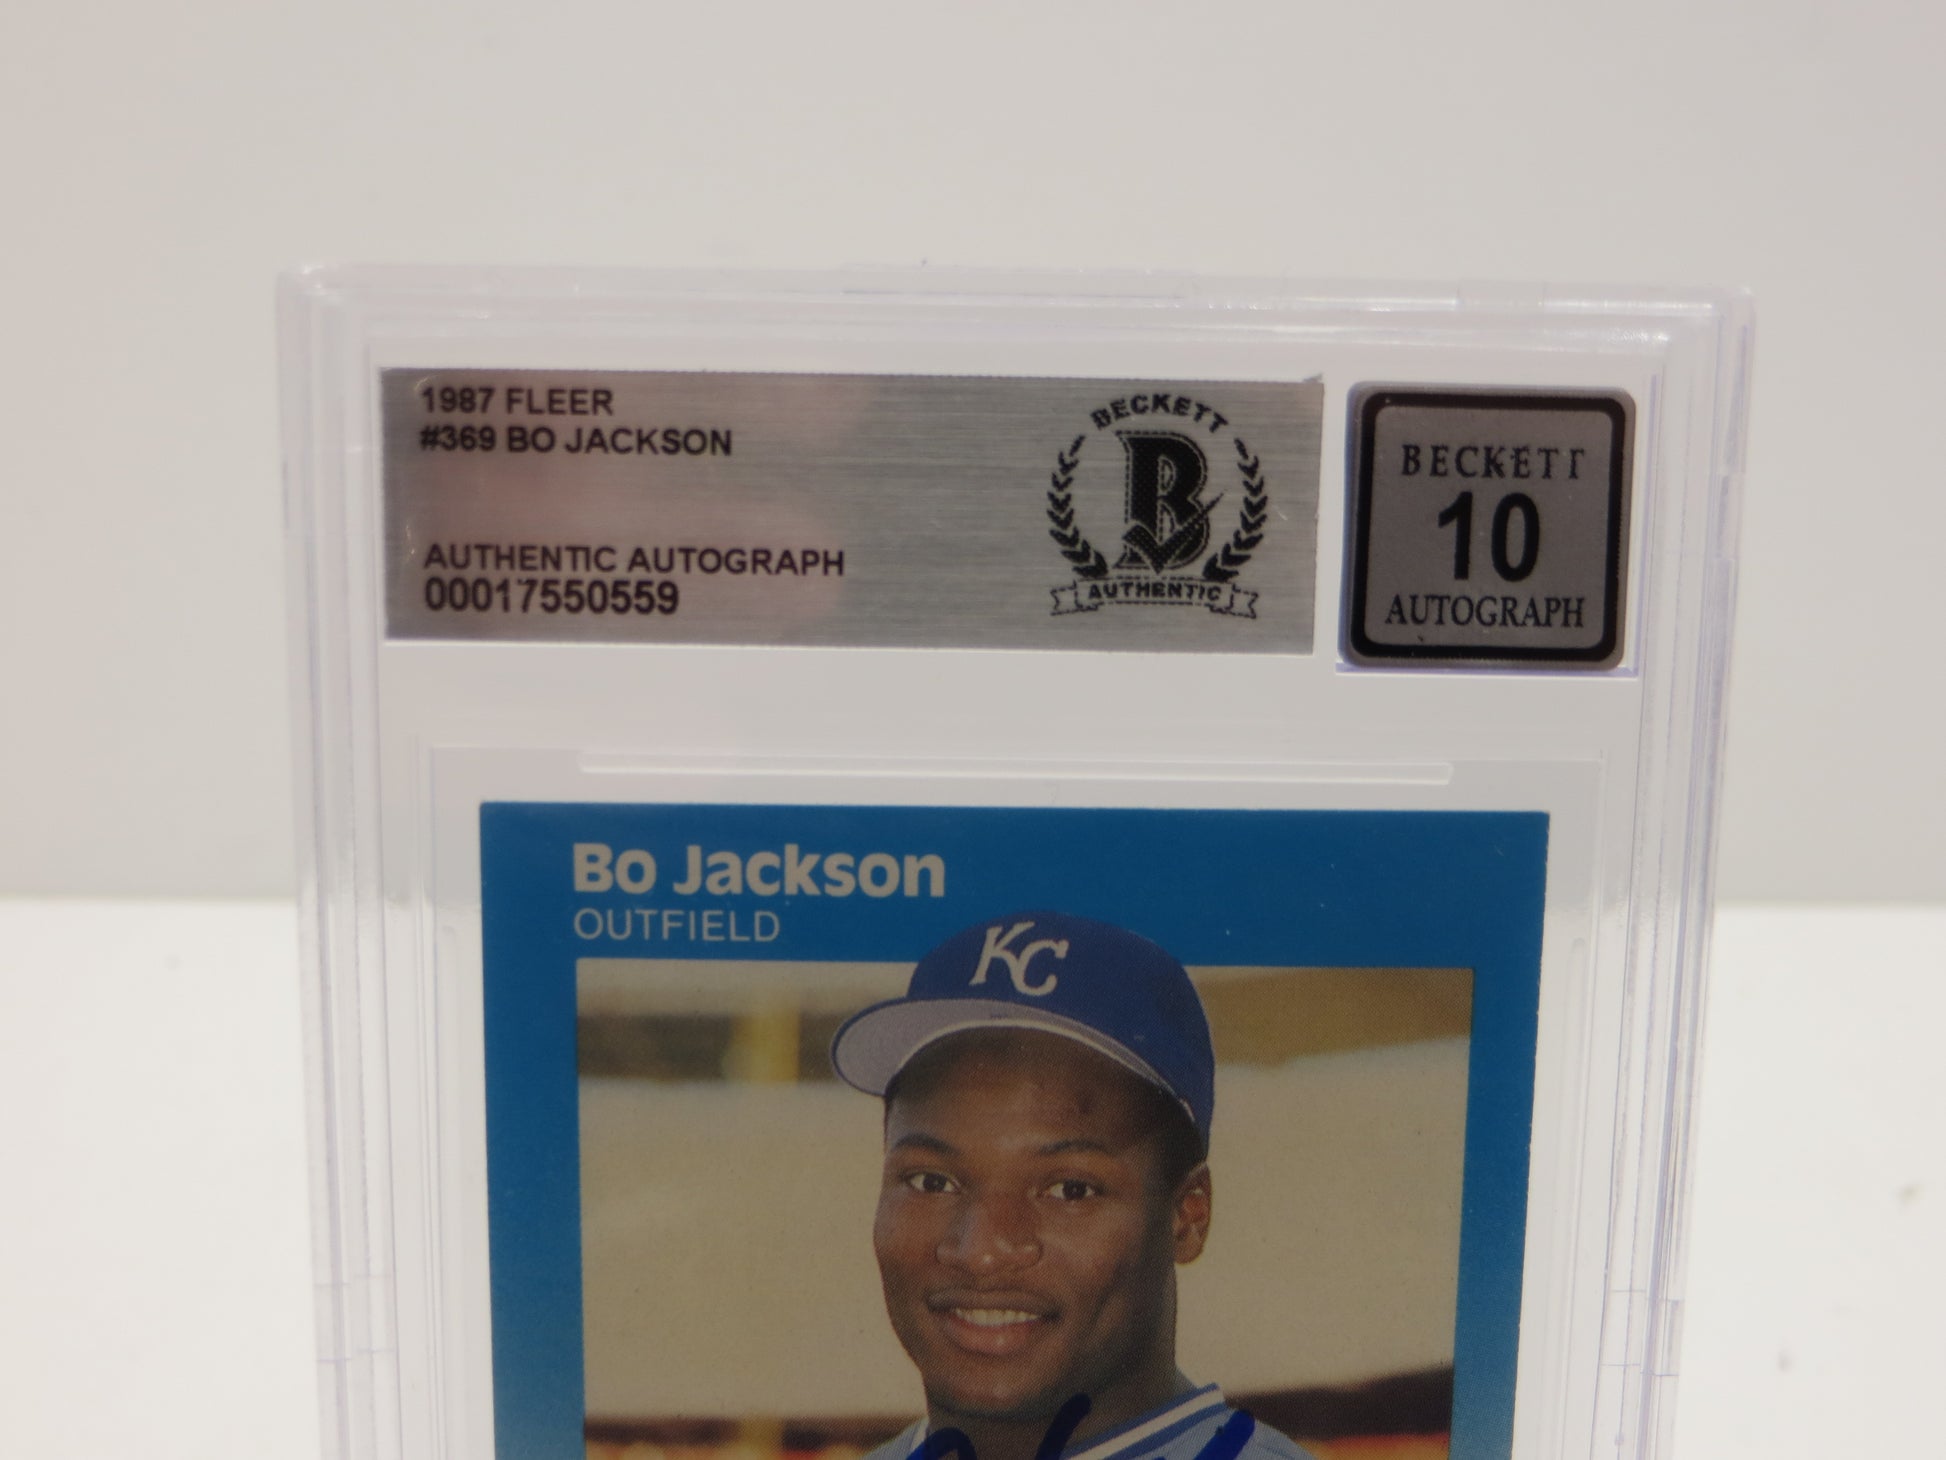 1987 FLEER
#369 BO JACKSON
AUTHENTIC AUTOGRAPH
00017550559
BECKETT
B
AUTHENTIC
BECKETT
10
AUTOGRAPH
Bo Jackson
OUTFIELD
KC